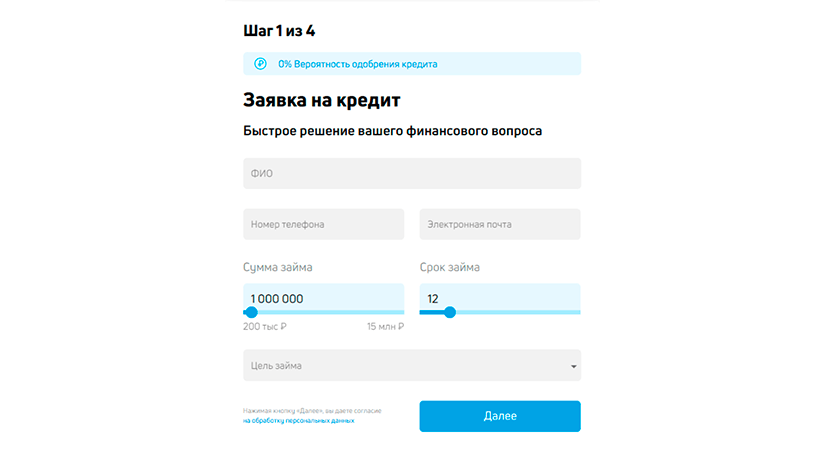 Шаг 1 из 4
0% Вероятность одобрения кредита
Заявка на кредит
Быстрое решение вашего финансового вопроса
ФИО
Номер телефона
Электронная почта
Сумма займа
Срок займа
1 000 000
12
200 тыс ₽
15 млн ₽
Цель займа
Нажимая кнопку «Далее», вы даете согласие
на обработку персональных данных
Далее